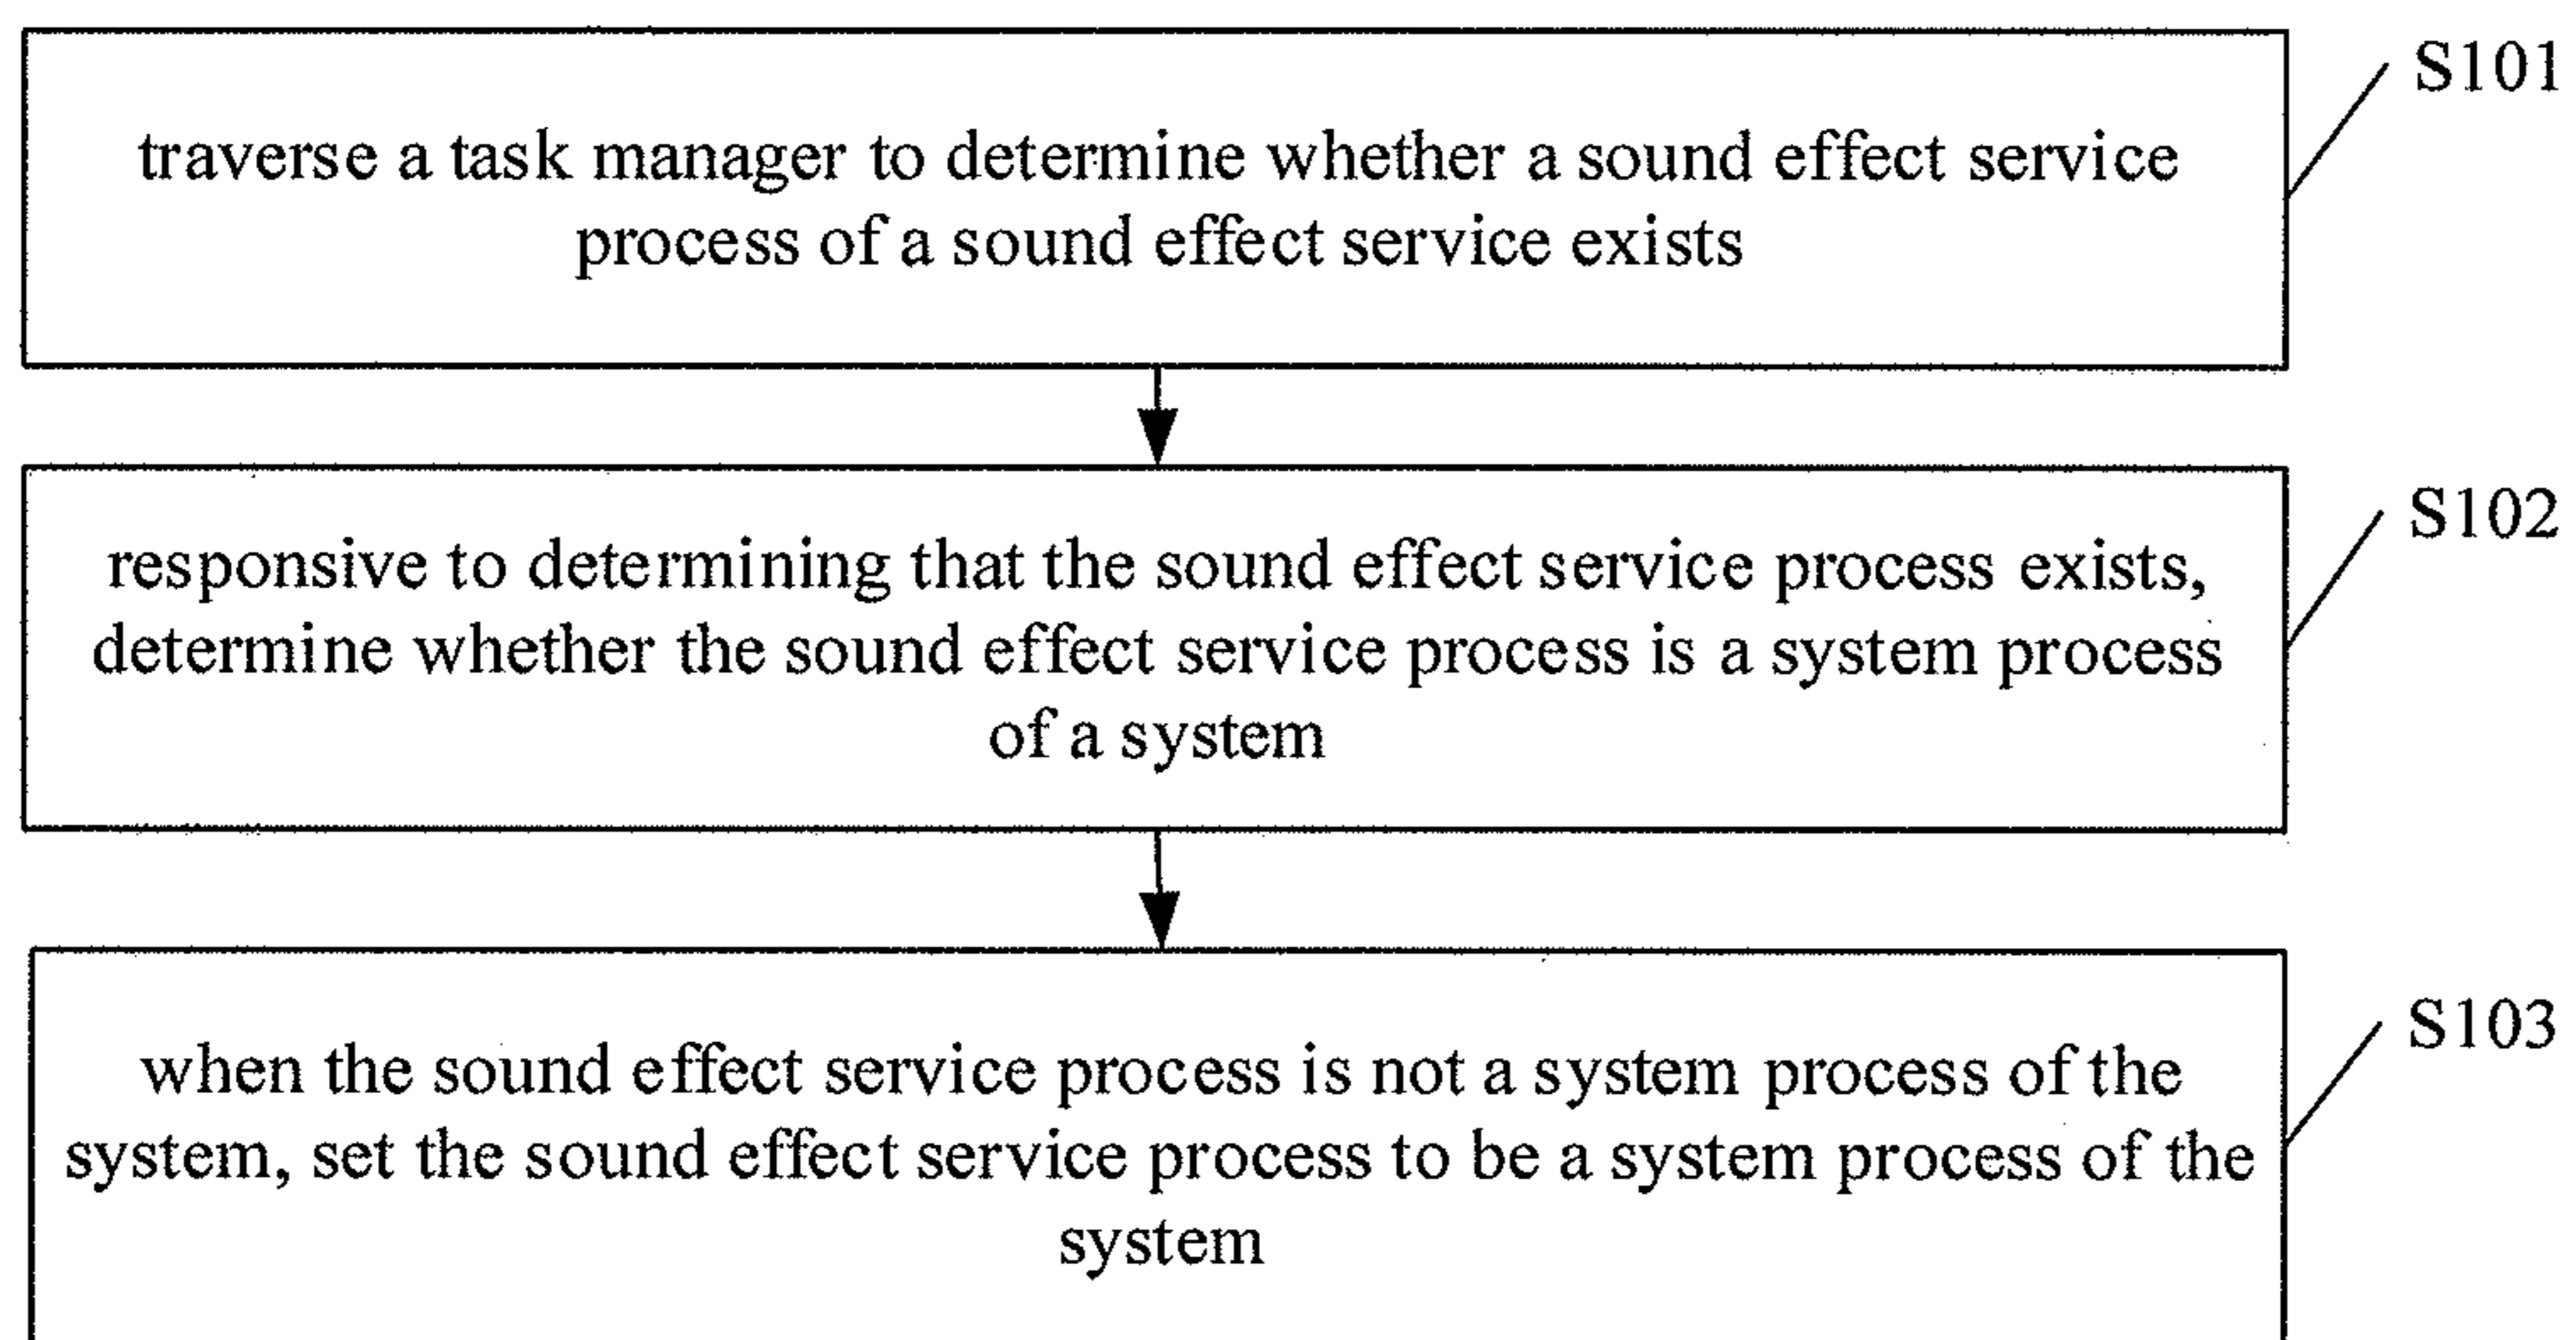 S101
traverse a task manager to determine whether a sound effect service
process of a sound effect service exists
S102
responsive to determining that the sound effect service process exists,
determine whether the sound effect service process is a system process
of a system
S103
when the sound effect service process is not a system process of the
system, set the sound effect service process to be a system process of the
system